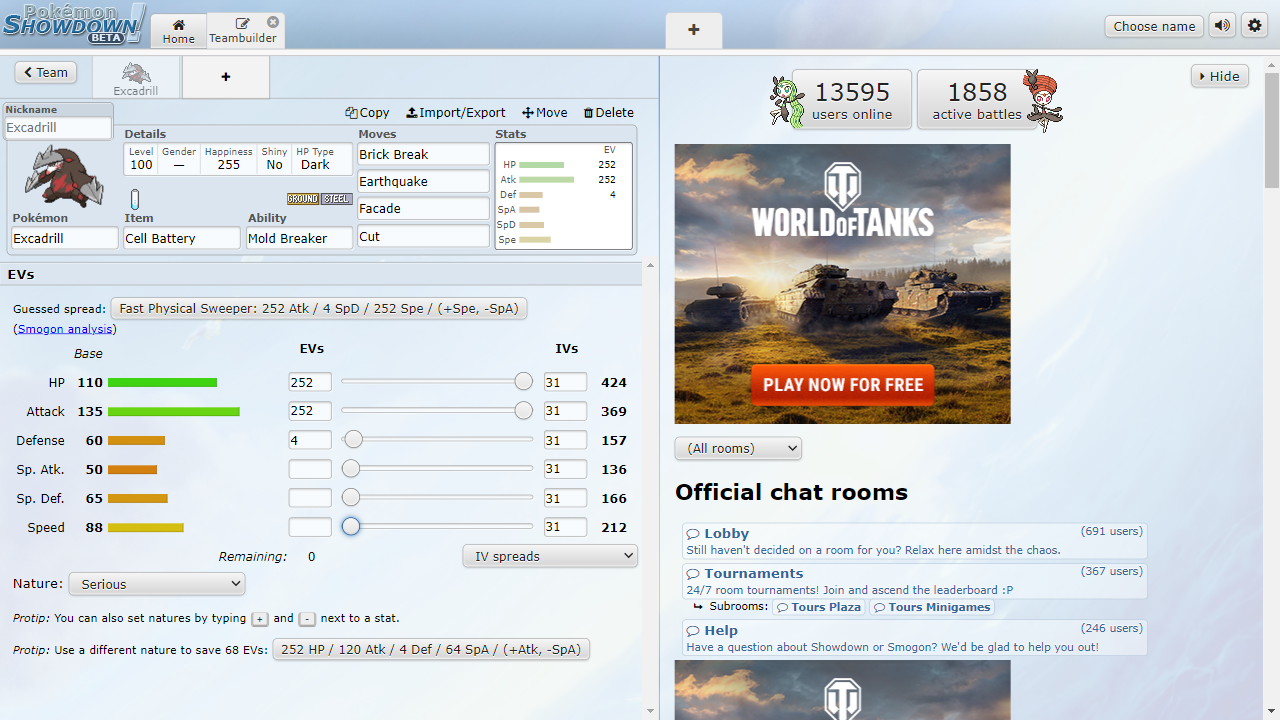 Pokémon
SHOWDOWN!
BETA
Home
Teambuilder
+
Choose name
Team
Excadrill
+
Nickname
Excadrill
Copy
Import/Export
Move
Delete
Details
Level
100
Gender
—
Happiness
255
Shiny
No
HP Type
Dark
GROUND STEEL
Pokémon
Excadrill
Item
Cell Battery
Ability
Mold Breaker
Moves
Brick Break
Earthquake
Facade
Cut
Stats
EV
HP 252
Atk 252
Def 4
SpA
SpD
Spe
EVs
Guessed spread: Fast Physical Sweeper: 252 Atk / 4 SpD / 252 Spe / (+Spe, -SpA)
(Smogon analysis)
Base EVs IVs
HP 110 252 31 424
Attack 135 252 31 369
Defense 60 4 31 157
Sp. Atk. 50 31 136
Sp. Def. 65 31 166
Speed 88 31 212
Remaining: 0
IV spreads
Nature: Serious
Protip: You can also set natures by typing + and - next to a stat.
Protip: Use a different nature to save 68 EVs: 252 HP / 120 Atk / 4 Def / 64 SpA / (+Atk, -SpA)
Hide
13595
users online
1858
active battles
WORLD OF TANKS
PLAY NOW FOR FREE
(All rooms)
Official chat rooms
Lobby (691 users)
Still haven't decided on a room for you? Relax here amidst the chaos.
Tournaments (367 users)
24/7 room tournaments! Join and ascend the leaderboard :P
Subrooms: Tours Plaza Tours Minigames
Help (246 users)
Have a question about Showdown or Smogon? We'd be glad to help you out!